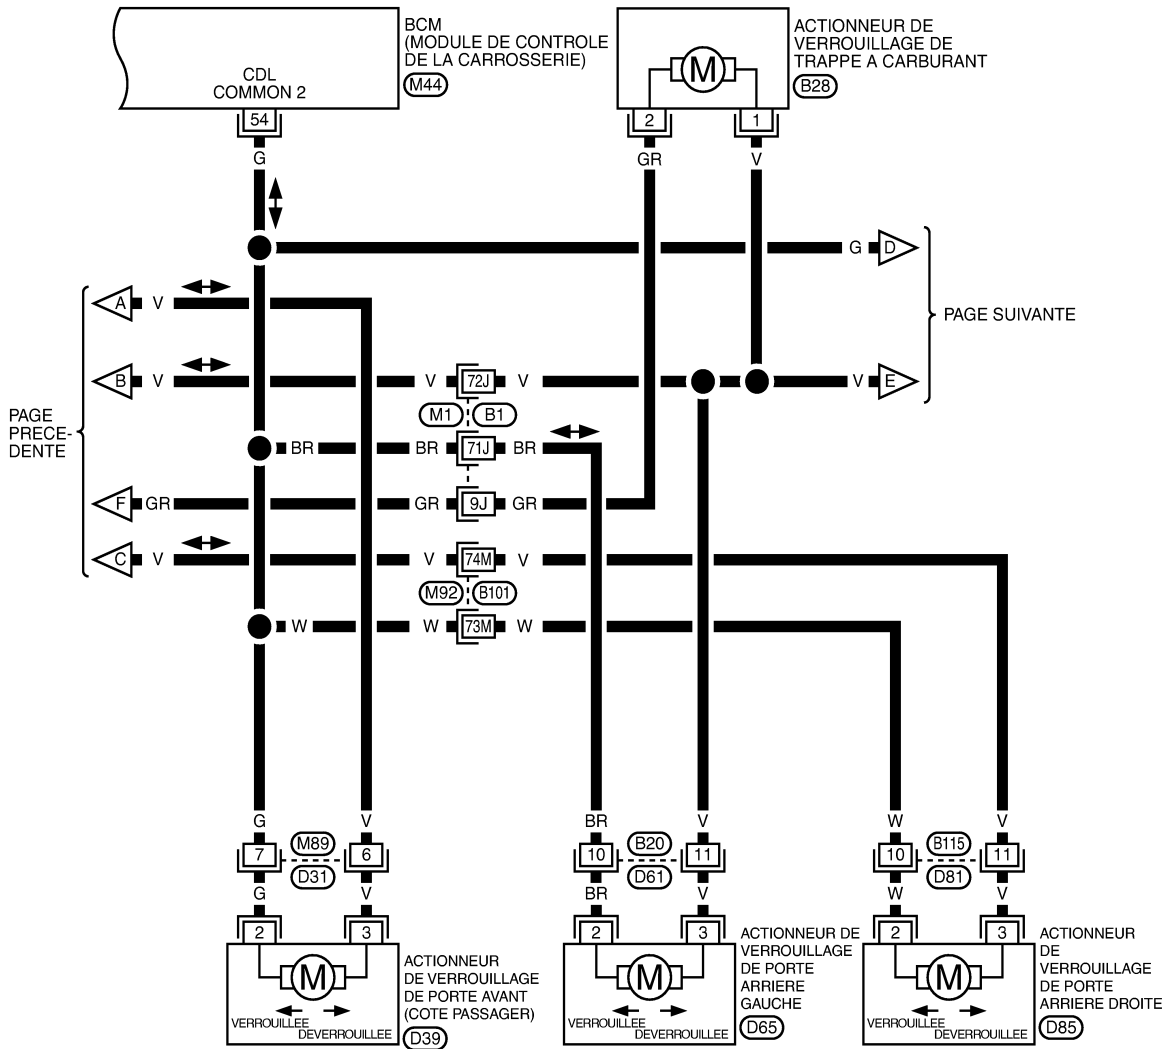 BCM
(MODULE DE CONTROLE
DE LA CARROSSERIE)
M44
CDL
COMMON 2
54
G
ACTIONNEUR DE
VERROUILLAGE DE
TRAPPE A CARBURANT
B28
M
2
1
GR
V
G
D
A
V
PAGE SUIVANTE
B
V
V
72J
V
V
E
M1
B1
PAGE
PRECE-
DENTE
BR
BR
71J
BR
F
GR
GR
9J
GR
C
V
V
74M
V
M92
B101
W
W
73M
W
G
V
BR
V
W
V
7
M89
6
10
B20
11
10
B115
11
D31
D61
D81
G
V
BR
V
W
V
2
3
2
3
2
3
M
VERROUILLEE
DEVERROUILLEE
ACTIONNEUR
DE VERROUILLAGE
DE PORTE AVANT
(COTE PASSAGER)
D39
M
VERROUILLEE
DEVERROUILLEE
ACTIONNEUR DE
VERROUILLAGE
DE PORTE
ARRIERE
GAUCHE
D65
M
VERROUILLEE
DEVERROUILLEE
ACTIONNEUR
DE
VERROUILLAGE
DE PORTE
ARRIERE DROITE
D85